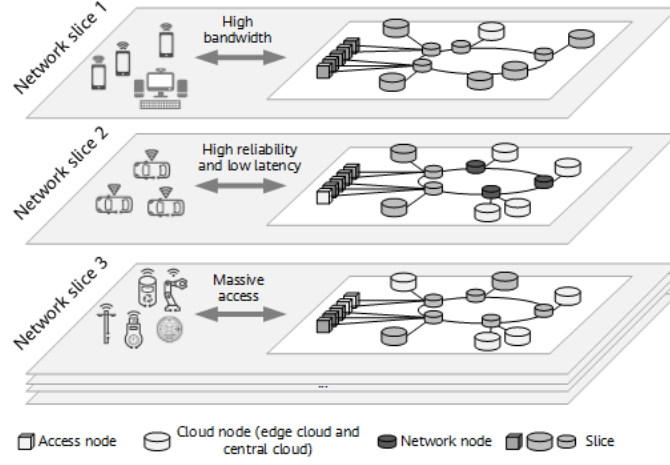 Network slice 1
High
bandwidth
Network slice 2
High reliability
and low latency
Network slice 3
Massive
access
...
Access node
Cloud node (edge cloud and
central cloud)
Network node
Slice